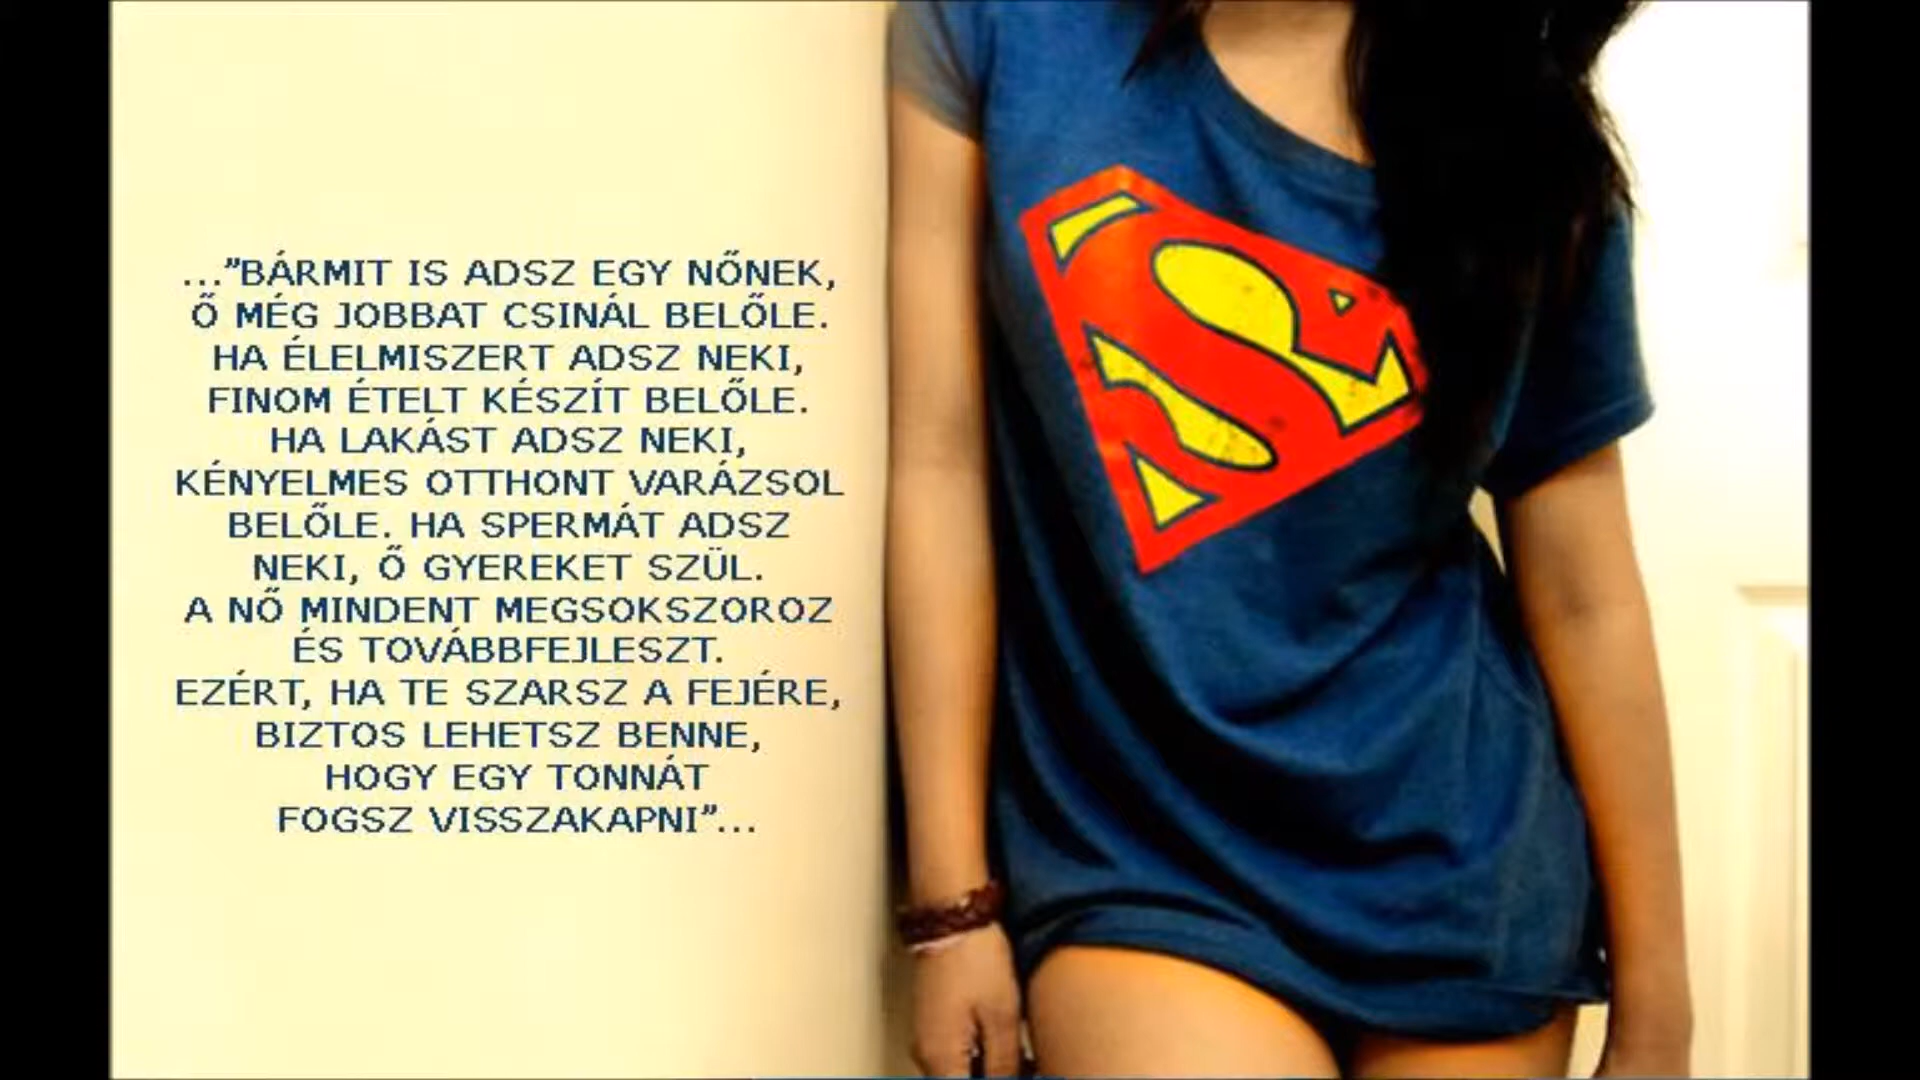 ..."BÁRMIT IS ADSZ EGY NŐNEK,
Ő MÉG JOBBAT CSINÁL BELŐLE.
HA ÉLELMISZERT ADSZ NEKI,
FINOM ÉTELT KÉSZÍT BELŐLE.
HA LAKÁST ADSZ NEKI,
KÉNYELMES OTTHONT VARÁZSOL
BELŐLE. HA SPERMÁT ADSZ
NEKI, Ő GYEREKET SZÜL.
A NŐ MINDENT MEGSOKSZOROZ
ÉS TOVÁBBFEJLESZT.
EZÉRT, HA TE SZARSZ A FEJÉRE,
BIZTOS LEHETSZ BENNE,
HOGY EGY TONNÁT
FOGSZ VISSZAKAPNI"...
S